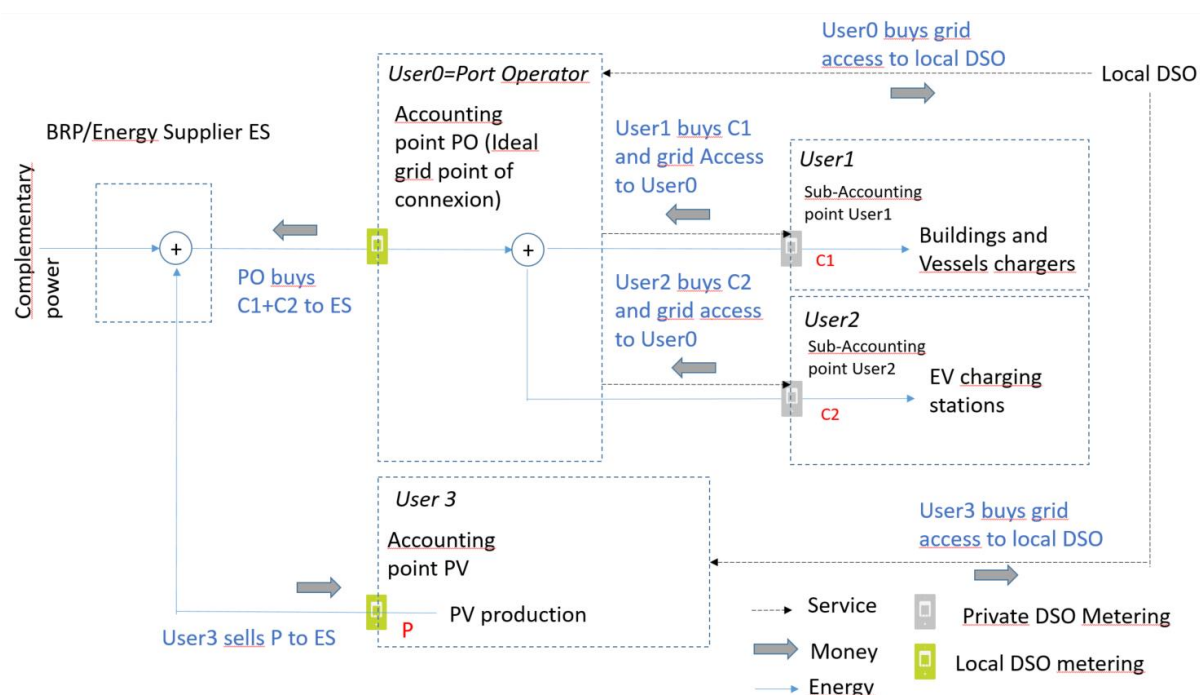 User0 buys grid
access to local DSO
Local DSO
User0=Port Operator
Accounting
point PO (Ideal
grid point of
connexion)
BRP/Energy Supplier ES
User1 buys C1
and grid Access
to User0
User1
Sub-Accounting
point User1
Complementary
power
+
+
C1
Buildings and
Vessels chargers
PO buys
C1+C2 to ES
User2 buys C2
and grid access
to User0
User2
Sub-Accounting
point User2
EV charging
stations
C2
User 3
Accounting
point PV
User3 buys grid
access to local DSO
PV production
P
User3 sells P to ES
Service
Private DSO Metering
Money
Local DSO metering
Energy